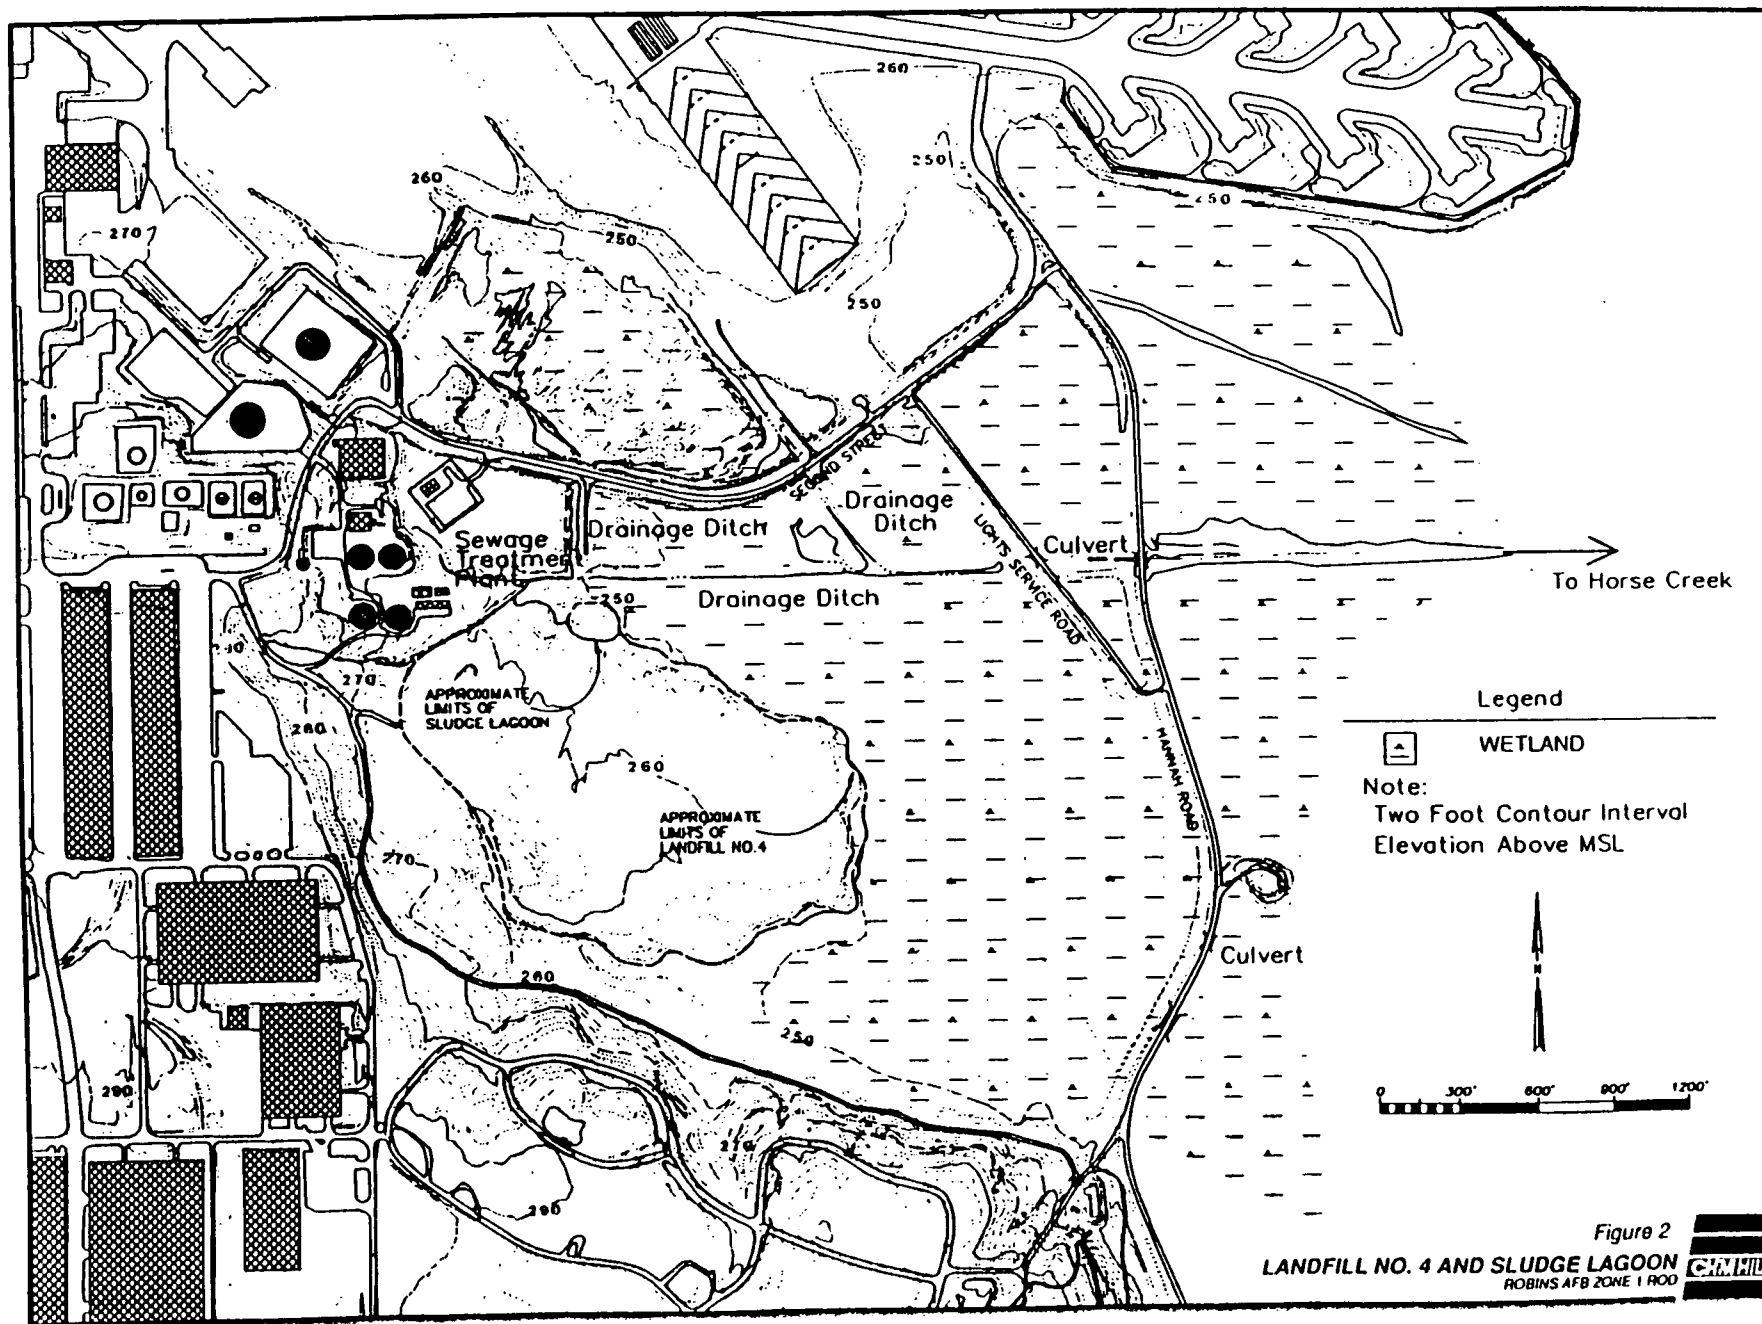 260
250
260
250
250
270
250
SECOND STREET
Drainage
Ditch
Drainage Ditch
Sewage
Treatment
Plant
LIGHTS SERVICE ROAD
Culvert
To Horse Creek
250
Drainage Ditch
270
APPROXIMATE
LIMITS OF
SLUDGE LAGOON
280
260
HANNAH ROAD
Legend
WETLAND
Note:
Two Foot Contour Interval
Elevation Above MSL
APPROXIMATE
LIMITS OF
LANDFILL NO.4
270
Culvert
N
260
250
290
0 300' 600' 900' 1200'
270
290
Figure 2
LANDFILL NO. 4 AND SLUDGE LAGOON
ROBINS AFB ZONE 1 ROD
CH2M HILL